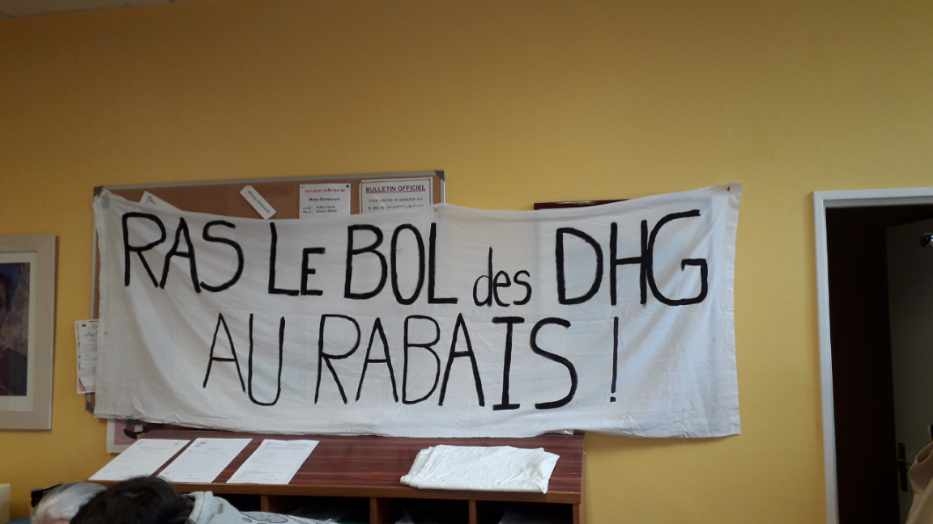 BULLETIN OFFICIEL
RAS LE BOL des DHG
AU RABAIS !